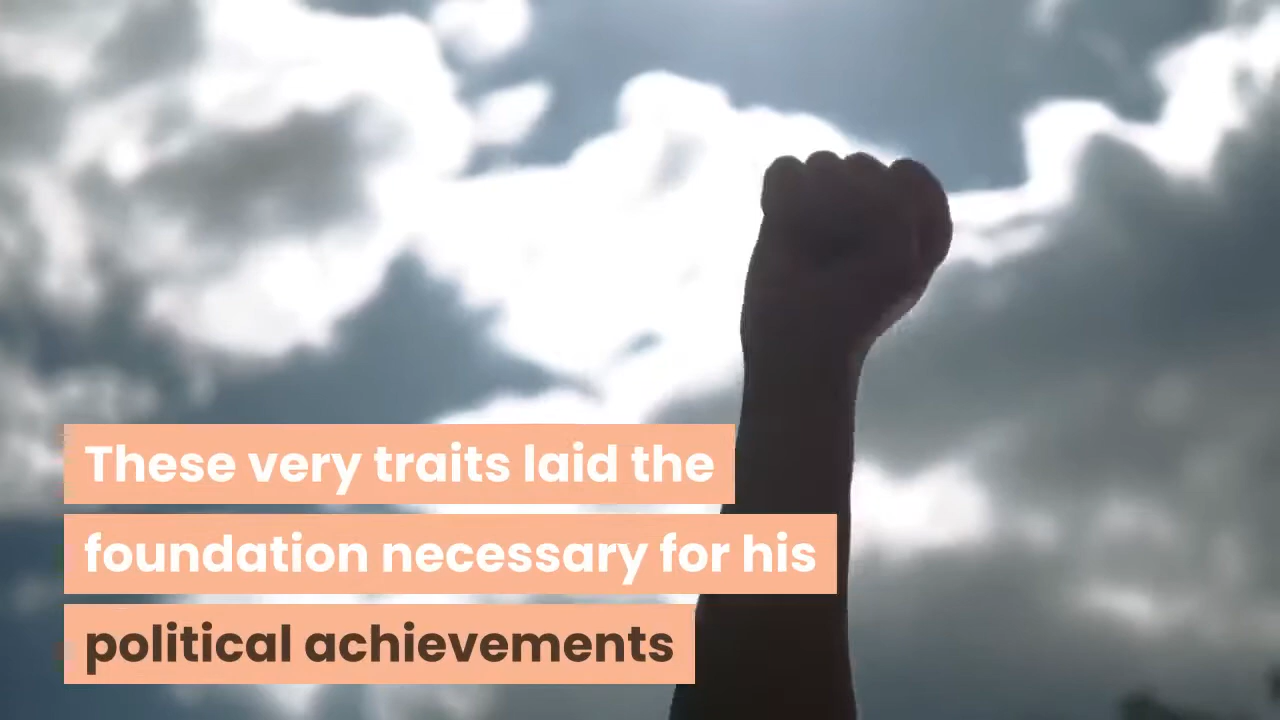 These very traits laid the
foundation necessary for his
political achievements